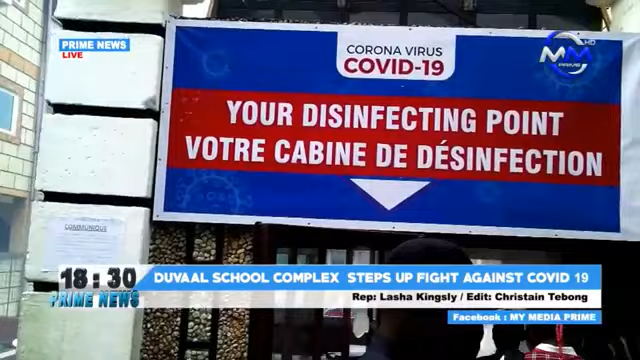 PRIME NEWS
LIVE
CORONA VIRUS
COVID-19
MM HD
PRIME
YOUR DISINFECTING POINT
VOTRE CABINE DE DÉSINFECTION
COMMUNIQUE
18:30
PRIME NEWS
DUVAAL SCHOOL COMPLEX STEPS UP FIGHT AGAINST COVID 19
Rep: Lasha Kingsly / Edit: Christain Tebong
Facebook : MY MEDIA PRIME